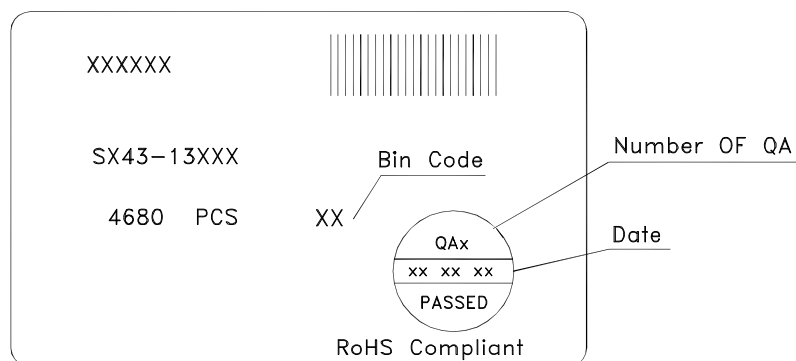 XXXXXX
SX43-13XXX
Bin Code
Number OF QA
4680 PCS
XX
QAx
Date
xx xx xx
PASSED
RoHS Compliant